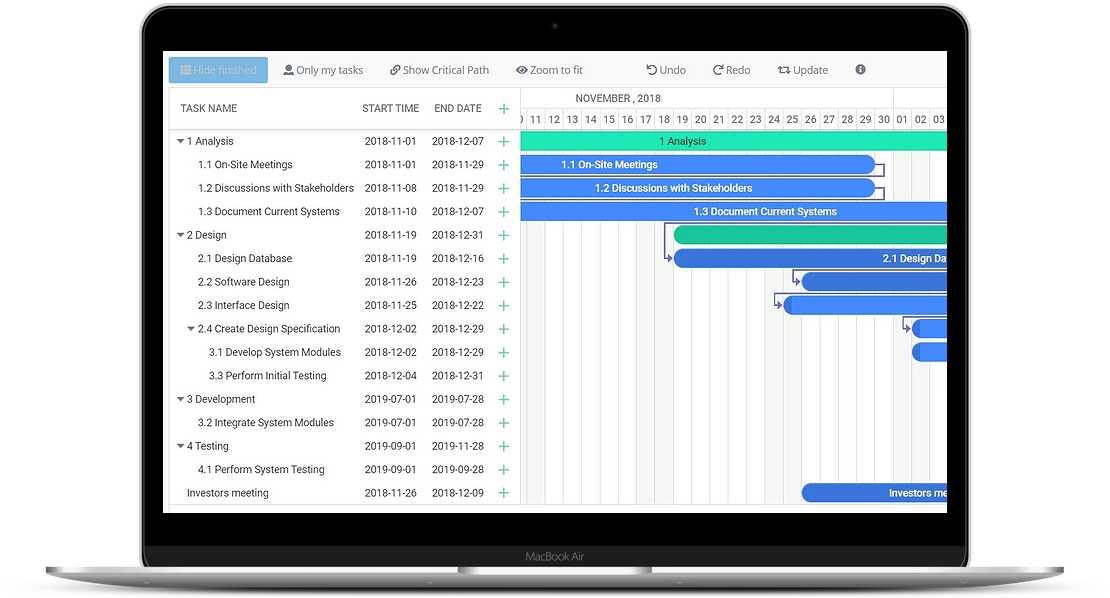 Hide finished Only my tasks Show Critical Path Zoom to fit Undo Redo Update
TASK NAME START TIME END DATE +
NOVEMBER , 2018
11 12 13 14 15 16 17 18 19 20 21 22 23 24 25 26 27 28 29 30 01 02 03
1 Analysis 2018-11-01 2018-12-07 + 1 Analysis
1.1 On-Site Meetings 2018-11-01 2018-11-29 + 1.1 On-Site Meetings
1.2 Discussions with Stakeholders 2018-11-08 2018-11-29 + 1.2 Discussions with Stakeholders
1.3 Document Current Systems 2018-11-10 2018-12-07 + 1.3 Document Current Systems
2 Design 2018-11-19 2018-12-31 +
2.1 Design Database 2018-11-19 2018-12-16 + 2.1 Design Da
2.2 Software Design 2018-11-26 2018-12-23 +
2.3 Interface Design 2018-11-25 2018-12-22 +
2.4 Create Design Specification 2018-12-02 2018-12-29 +
3.1 Develop System Modules 2018-12-02 2018-12-29 +
3.3 Perform Initial Testing 2018-12-04 2018-12-31 +
3 Development 2019-07-01 2019-07-28 +
3.2 Integrate System Modules 2019-07-01 2019-07-28 +
4 Testing 2019-09-01 2019-11-28 +
4.1 Perform System Testing 2019-09-01 2019-09-28 +
Investors meeting 2018-11-26 2018-12-09 + Investors me
MacBook Air